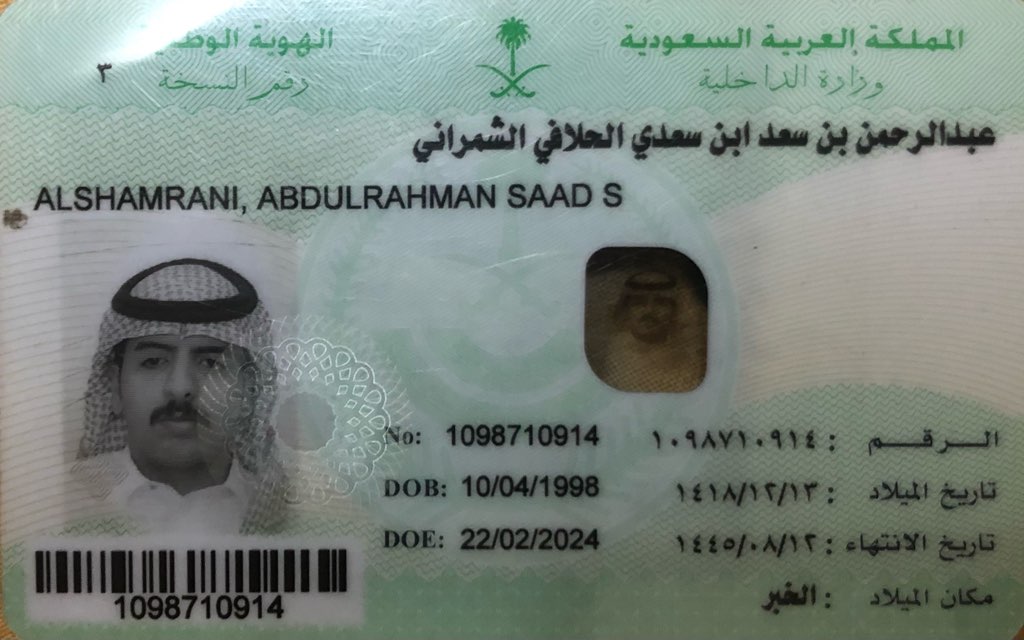 المملكة العربية السعودية
الهوية الوطنية
وزارة الداخلية
رقم النسخة ٣
عبدالرحمن بن سعد ابن سعدي الحلافي الشمراني
ALSHAMRANI, ABDULRAHMAN SAAD S
No: 1098710914 الرقم : ١٠٩٨٧١٠٩١٤
DOB: 10/04/1998 تاريخ الميلاد : ١٤١٨/١٢/١٣
DOE: 22/02/2024 تاريخ الانتهاء : ١٤٤٥/٠٨/١٢
مكان الميلاد : الخبر
1098710914